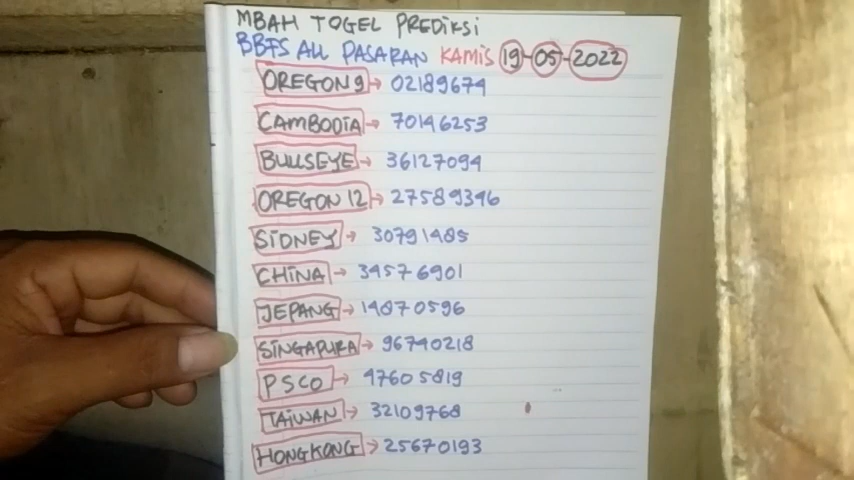 MBAH TOGEL PREDIKSI
BBFS ALL PASARAN KAMIS 19-05-2022
OREGON 9 → 02189674
CAMBODIA → 70146253
BULLSEYE → 36127094
OREGON 12 → 27589346
SIDNEY → 30791485
CHINA → 34576901
JEPANG → 14870596
SINGAPURA → 96740218
PSCO → 47605819
TAIWAN → 32109768
HONGKONG → 25670193